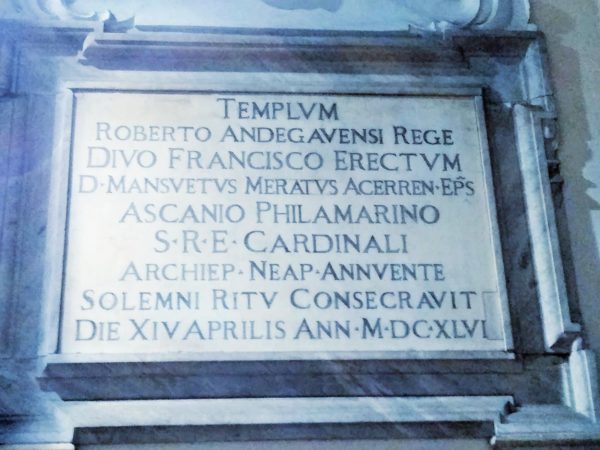 TEMPLVM
ROBERTO ANDEGAVENSI REGE
DIVO FRANCISCO ERECTVM
D·MANSVETVS MERATVS ACERREN·EP̃S
ASCANIO PHILAMARINO
S·R·E·CARDINALI
ARCHIEP·NEAP·ANNVENTE
SOLEMNI RITV CONSECRAVIT
DIE XIV APRILIS ANN·M·DC·XLVI